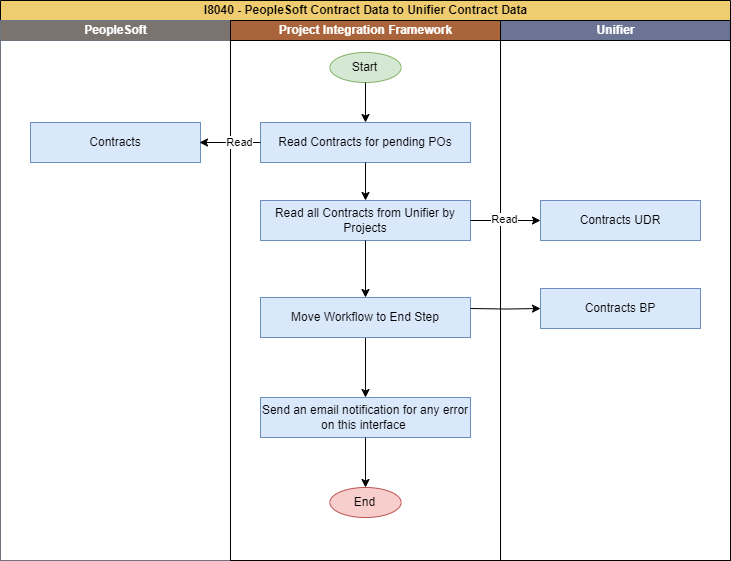 I8040 - PeopleSoft Contract Data to Unifier Contract Data
PeopleSoft
Project Integration Framework
Unifier
Start
Contracts
Read
Read Contracts for pending POs
Read all Contracts from Unifier by
Projects
Read
Contracts UDR
Move Workflow to End Step
Contracts BP
Send an email notification for any error
on this interface
End